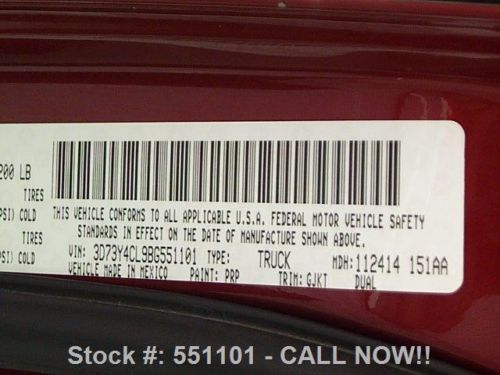 200 LB
TIRES
PSI) COLD
TIRES
PSI) COLD
THIS VEHICLE CONFORMS TO ALL APPLICABLE U.S.A. FEDERAL MOTOR VEHICLE SAFETY
STANDARDS IN EFFECT ON THE DATE OF MANUFACTURE SHOWN ABOVE.
VIN: 3D73Y4CL9BG551101 TYPE: TRUCK MDH: 112414 151AA
MADE IN MEXICO PAINT: PRP TRIM: GJKT DUAL
Stock #: 551101 - CALL NOW!!